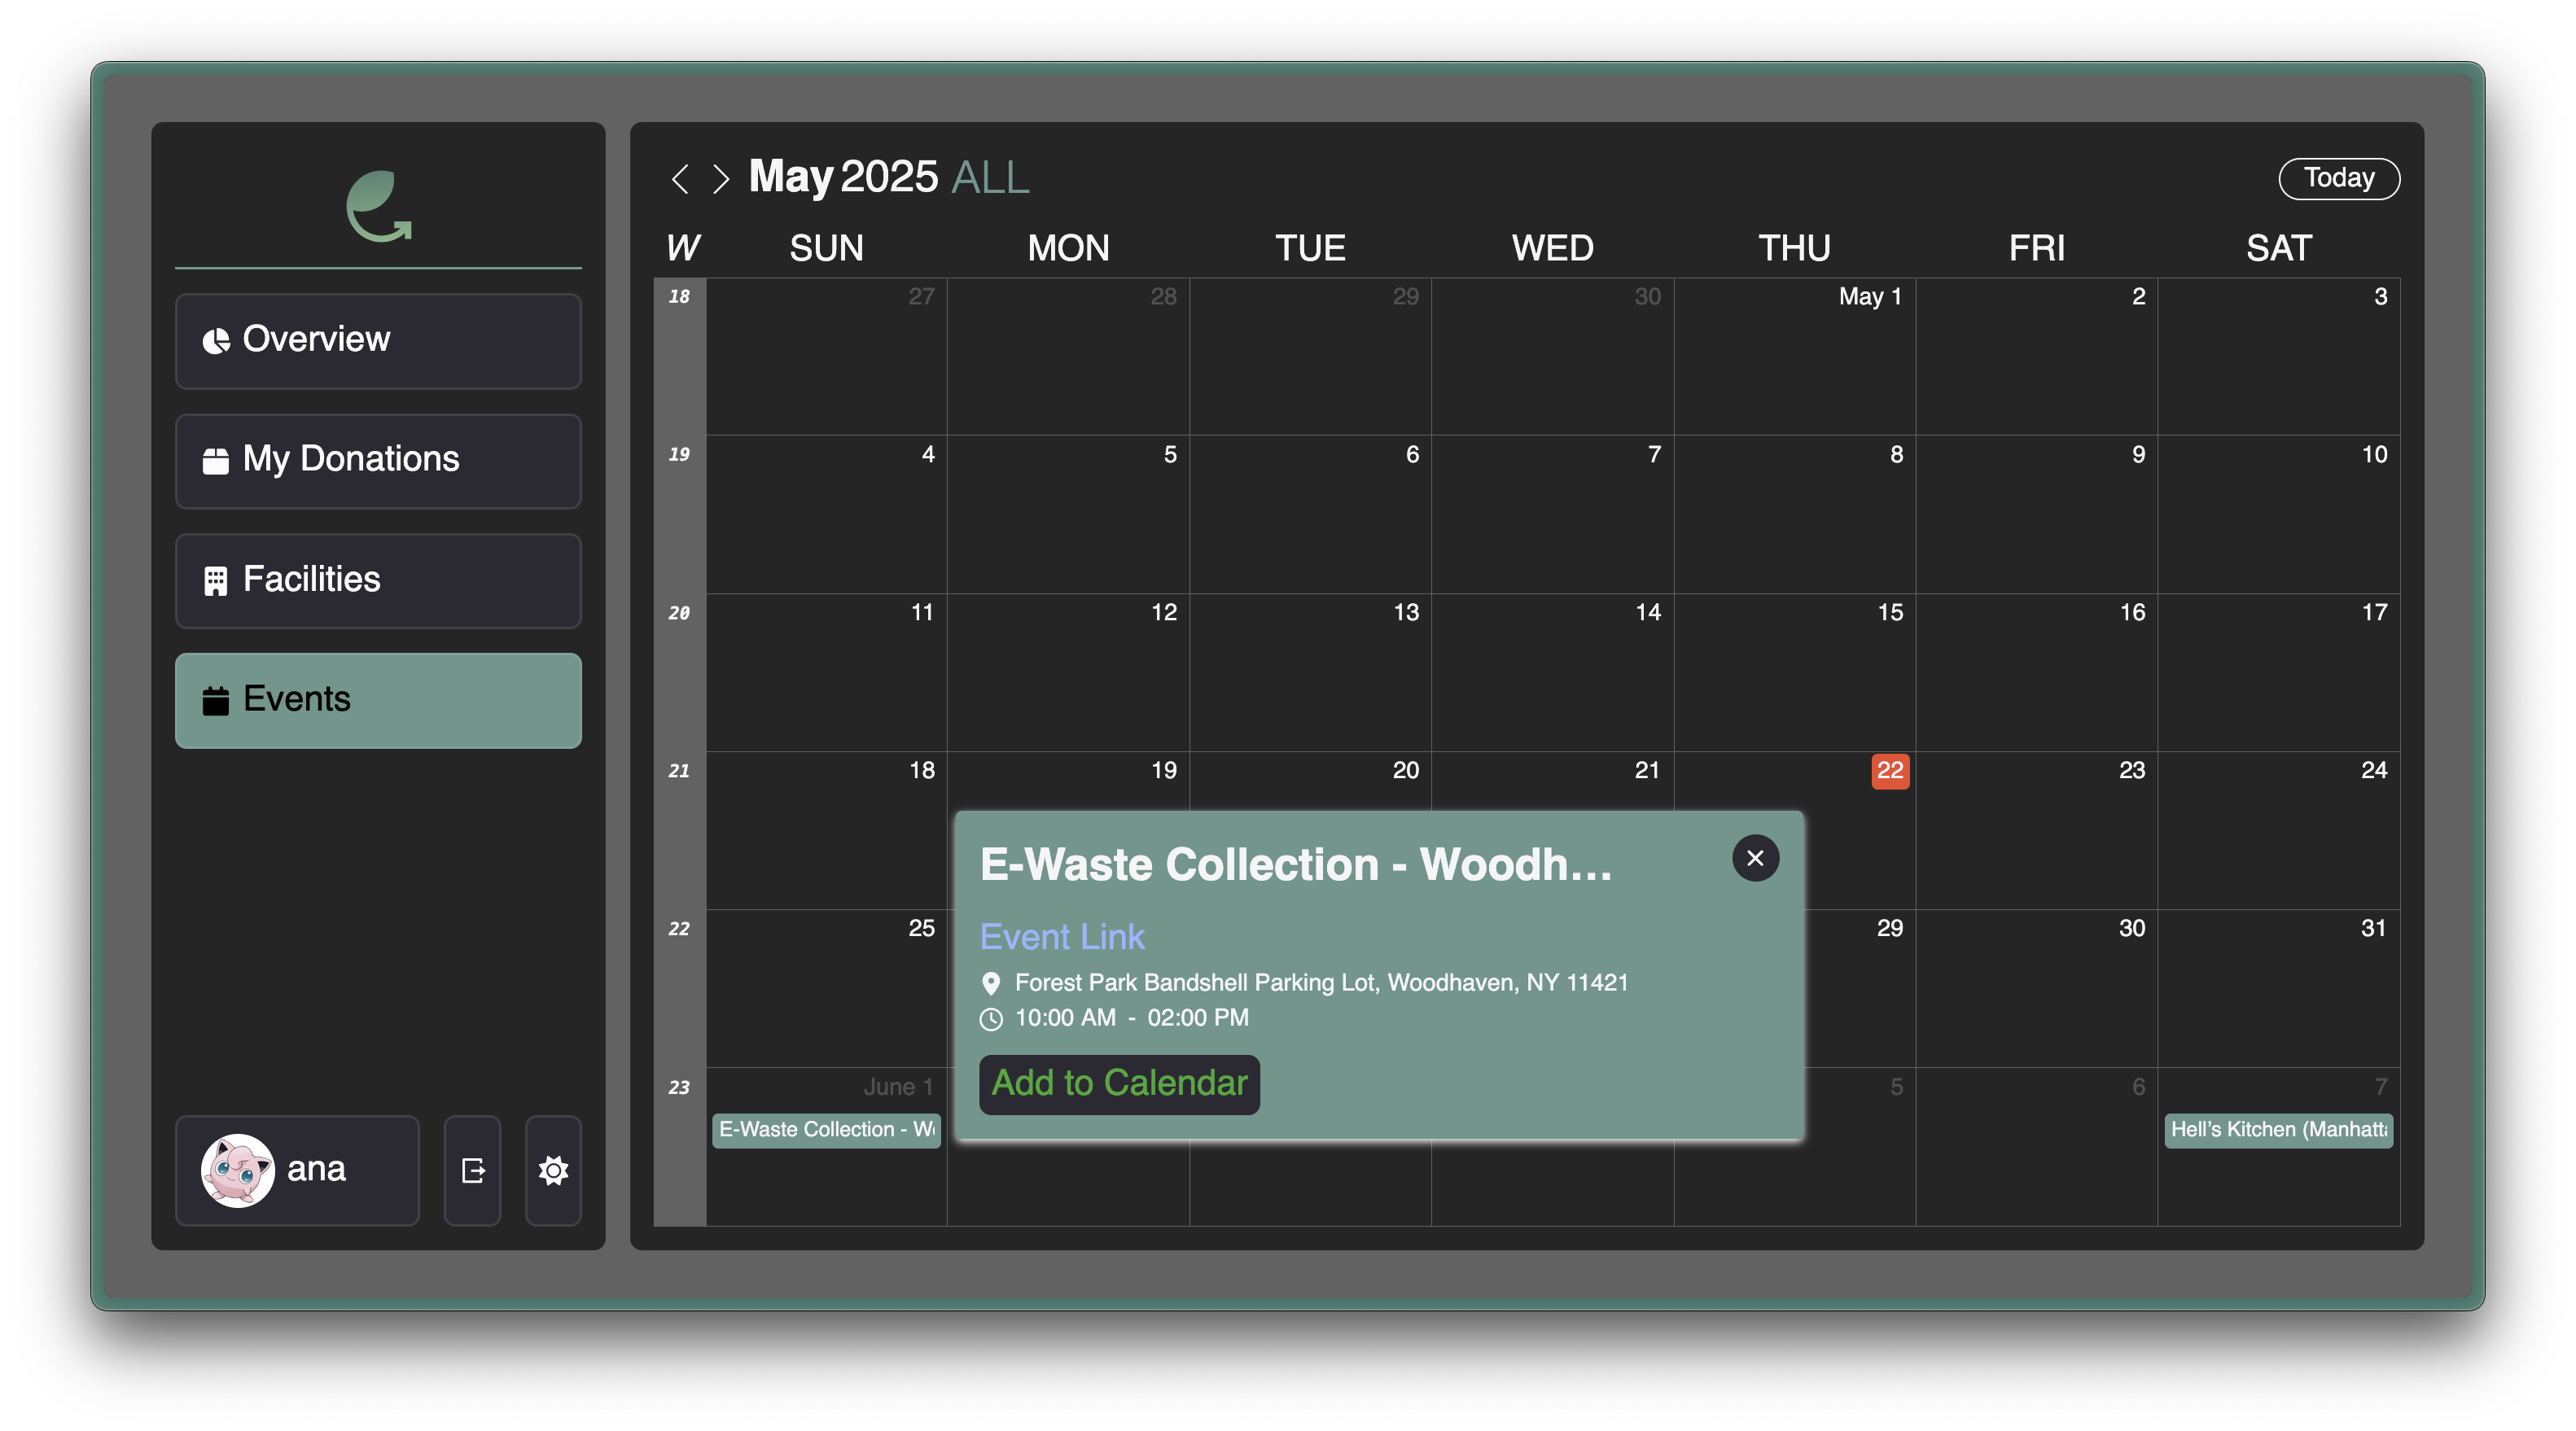 Overview
My Donations
Facilities
Events
ana
May 2025 ALL
Today
W SUN MON TUE WED THU FRI SAT
18 27 28 29 30 May 1 2 3
19 4 5 6 7 8 9 10
20 11 12 13 14 15 16 17
21 18 19 20 21 22 23 24
22 25 29 30 31
23 June 1 5 6 7
E-Waste Collection - W
Hell's Kitchen (Manhatt
E-Waste Collection - Woodh...
Event Link
Forest Park Bandshell Parking Lot, Woodhaven, NY 11421
10:00 AM - 02:00 PM
Add to Calendar